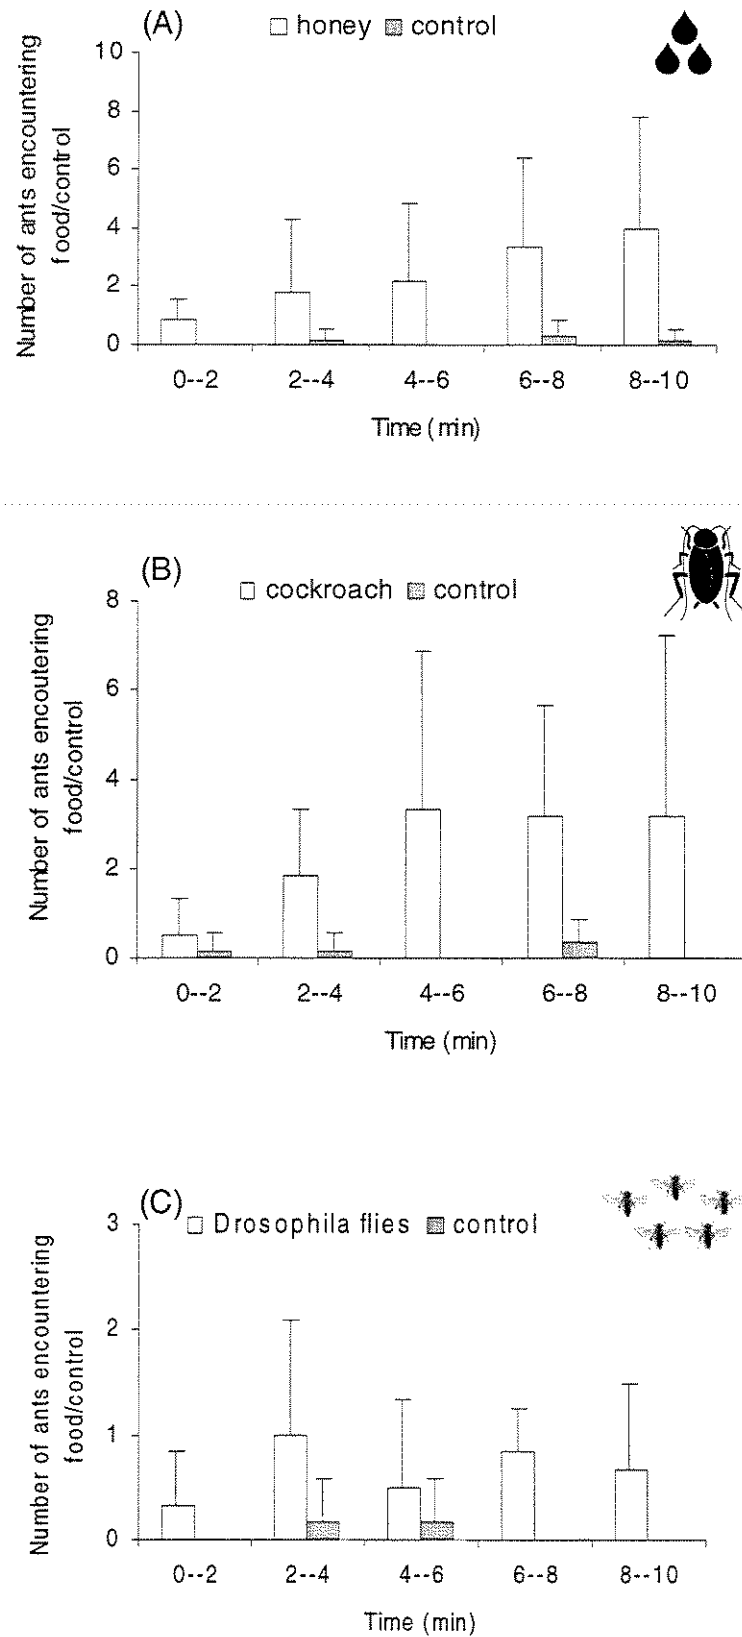 (A)
honey control
10
8
6
4
2
0
Number of ants encountering
food/control
0--2 2--4 4--6 6--8 8--10
Time (min)
(B)
cockroach control
8
6
4
2
0
Number of ants encoutering
food/control
0--2 2--4 4--6 6--8 8--10
Time (min)
(C)
Drosophila flies control
3
2
1
0
Number of ants encountering
food/control
0--2 2--4 4--6 6--8 8--10
Time (min)